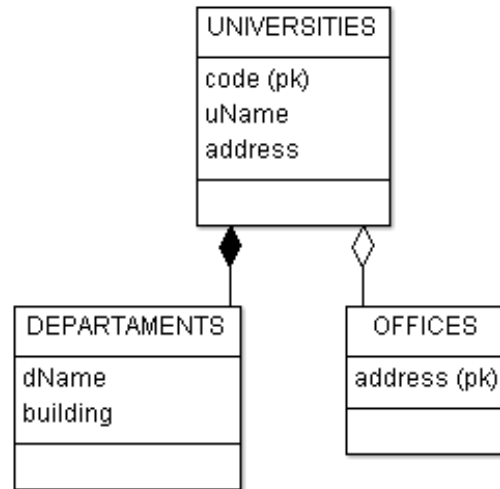 UNIVERSITIES
code (pk)
uName
address
DEPARTAMENTS
dName
building
OFFICES
address (pk)